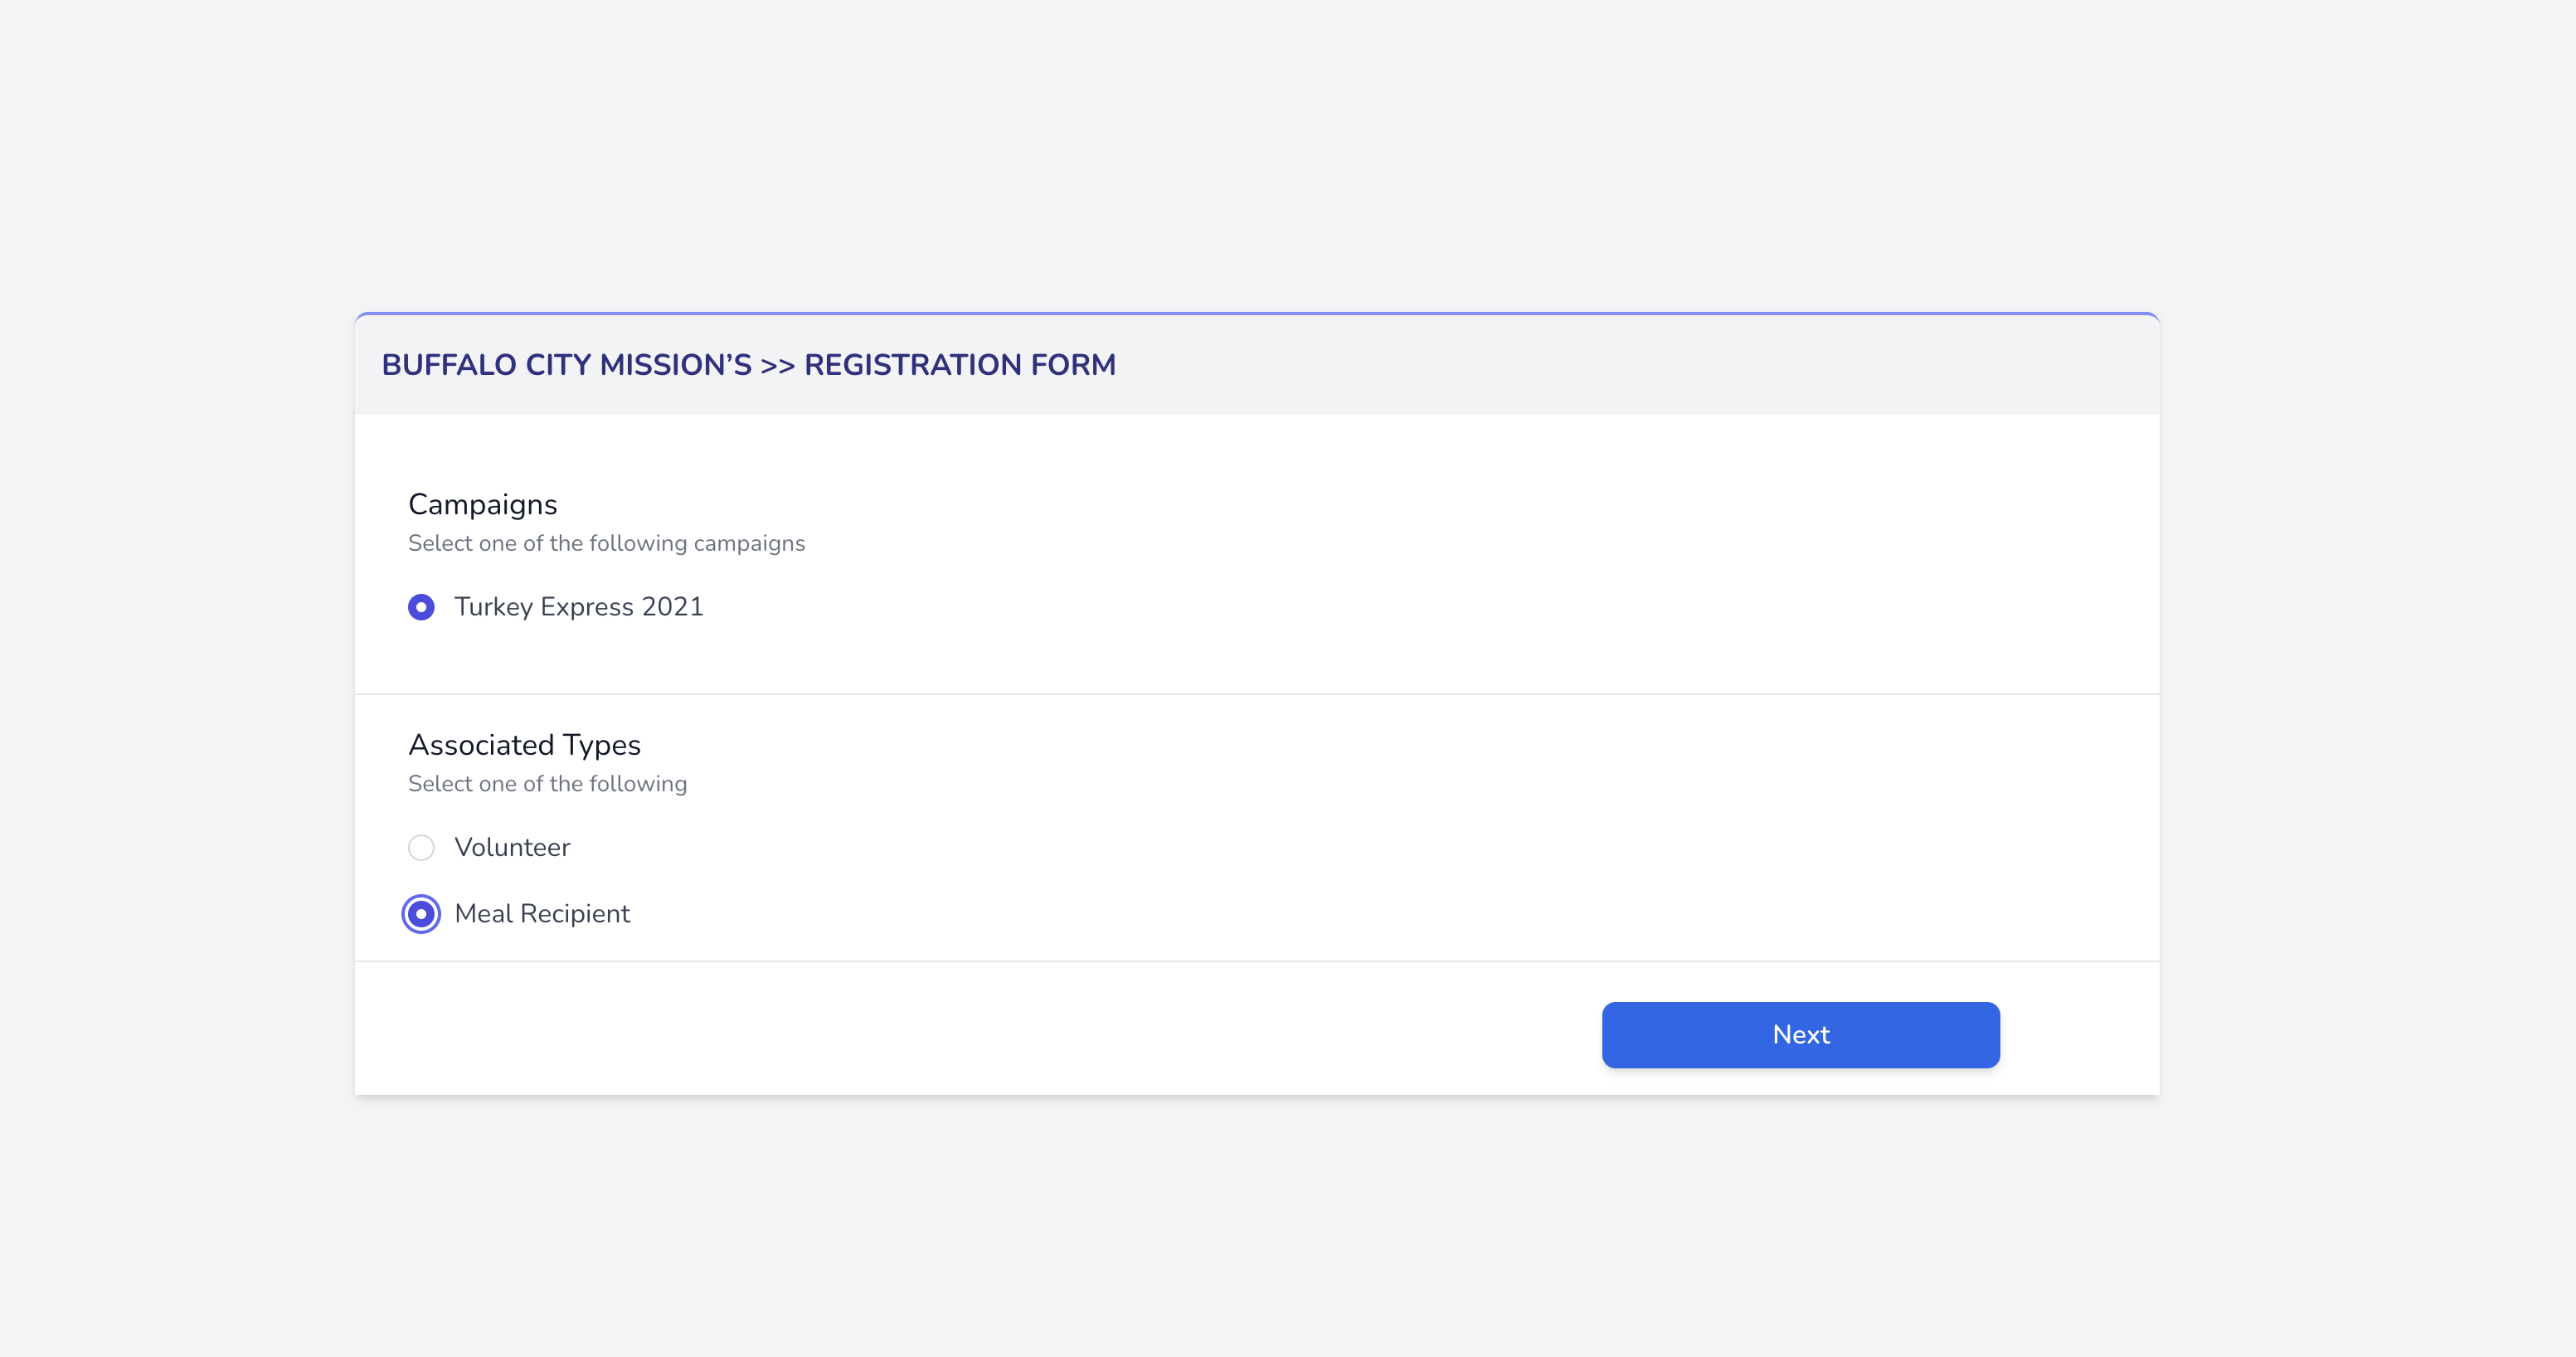 BUFFALO CITY MISSION’S >> REGISTRATION FORM
Campaigns
Select one of the following campaigns
Turkey Express 2021
Associated Types
Select one of the following
Volunteer
Meal Recipient
Next